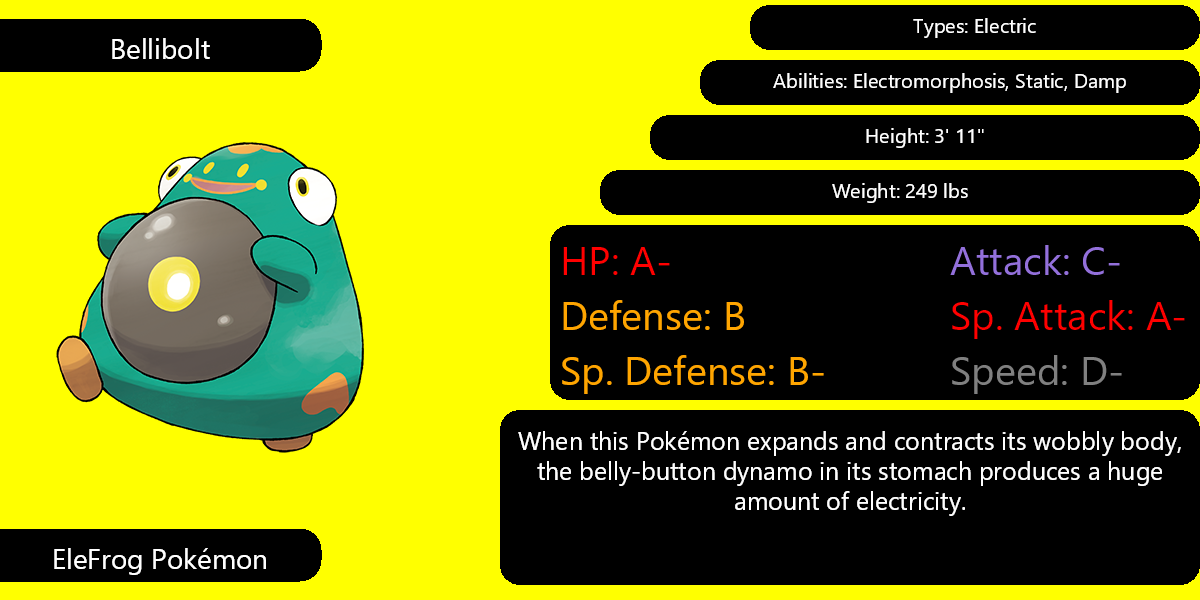 Bellibolt
Types: Electric
Abilities: Electromorphosis, Static, Damp
Height: 3' 11"
Weight: 249 lbs
HP: A-
Attack: C-
Defense: B
Sp. Attack: A-
Sp. Defense: B-
Speed: D-
When this Pokémon expands and contracts its wobbly body,
the belly-button dynamo in its stomach produces a huge
amount of electricity.
EleFrog Pokémon